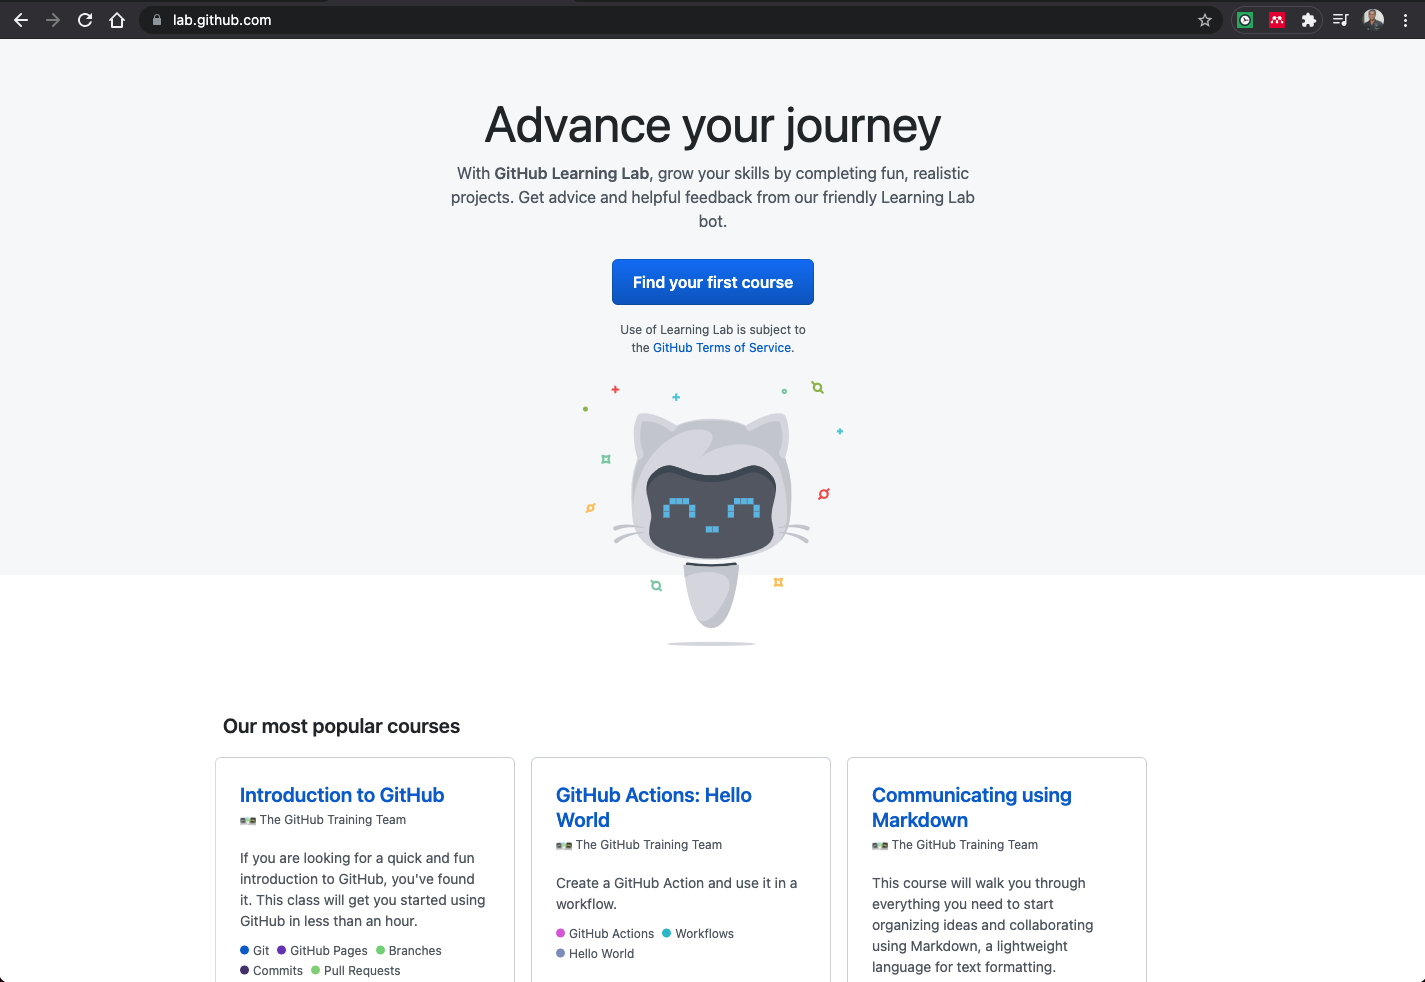 lab.github.com
Advance your journey
With GitHub Learning Lab, grow your skills by completing fun, realistic
projects. Get advice and helpful feedback from our friendly Learning Lab
bot.
Find your first course
Use of Learning Lab is subject to
the GitHub Terms of Service.
Our most popular courses
Introduction to GitHub
The GitHub Training Team
If you are looking for a quick and fun
introduction to GitHub, you've found
it. This class will get you started using
GitHub in less than an hour.
Git GitHub Pages Branches
Commits Pull Requests
GitHub Actions: Hello
World
The GitHub Training Team
Create a GitHub Action and use it in a
workflow.
GitHub Actions Workflows
Hello World
Communicating using
Markdown
The GitHub Training Team
This course will walk you through
everything you need to start
organizing ideas and collaborating
using Markdown, a lightweight
language for text formatting.